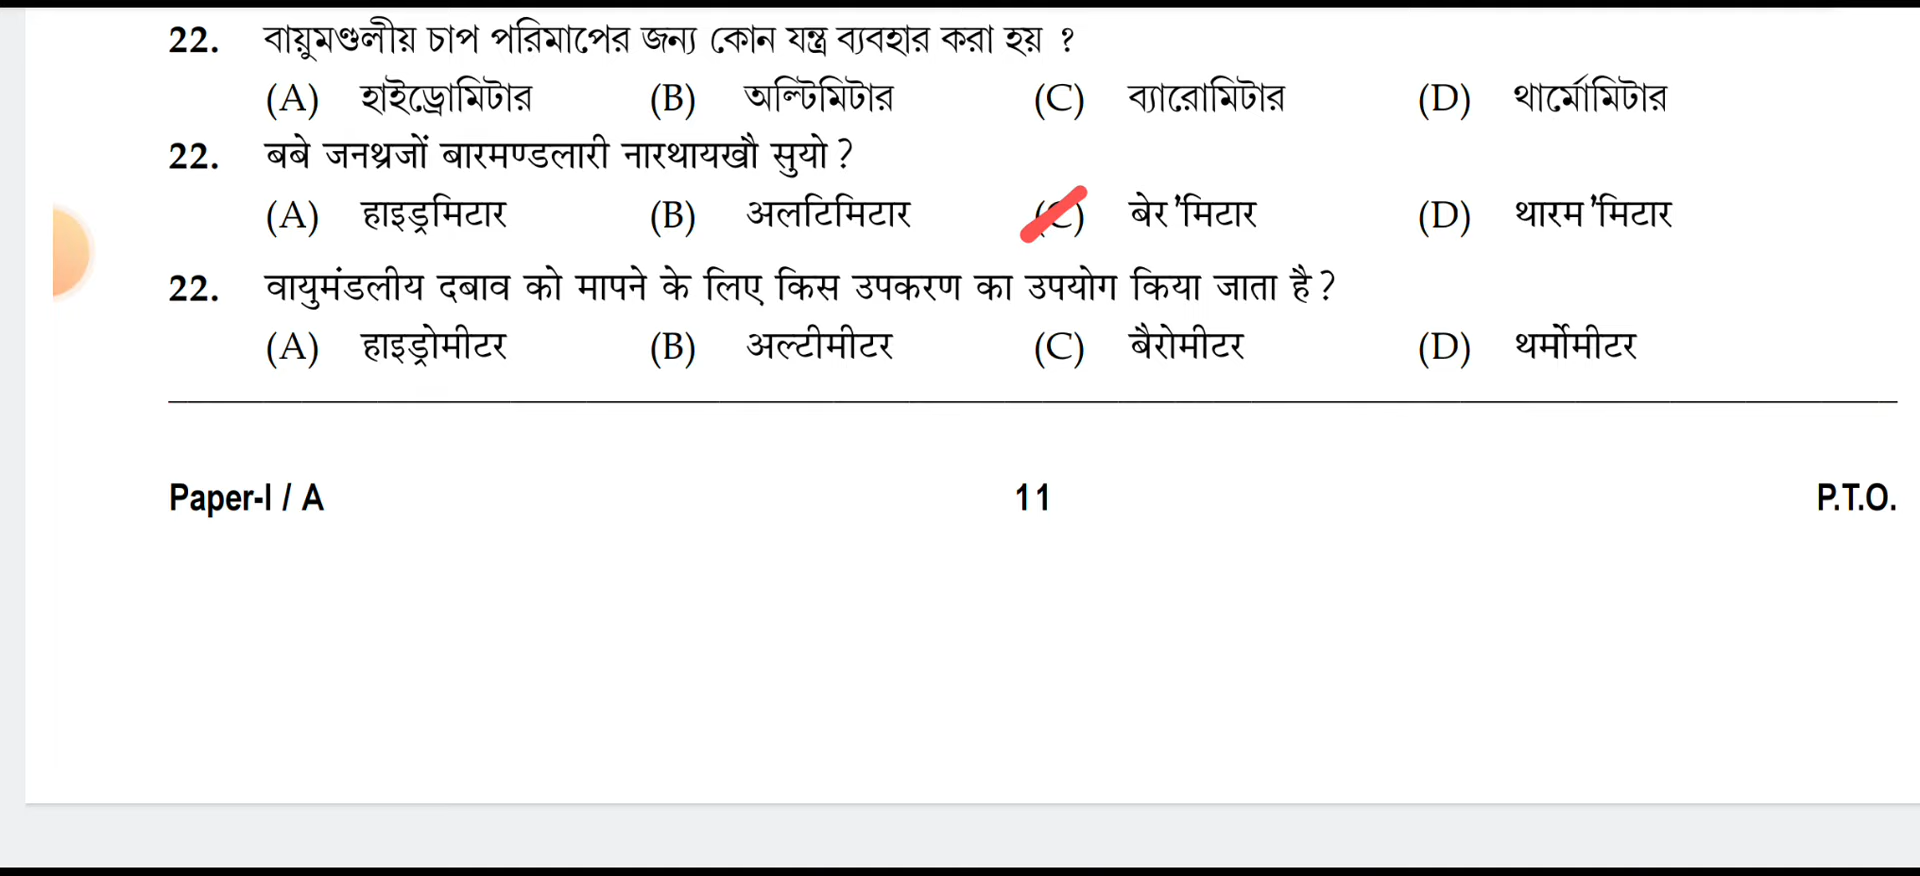 22. বায়ুমণ্ডলীয় চাপ পরিমাপের জন্য কোন যন্ত্র ব্যবহার করা হয় ?
(A) হাইড্রোমিটার (B) অল্টিমিটার (C) ব্যারোমিটার (D) থার্মোমিটার
22. बबे जनथ्रजों बारमण्डलारी नारथायखौ सुयो ?
(A) हाइड्रमिटार (B) अलटिमिटार (C) बेर'मिटार (D) थारम'मिटार
22. वायुमंडलीय दबाव को मापने के लिए किस उपकरण का उपयोग किया जाता है ?
(A) हाइड्रोमीटर (B) अल्टीमीटर (C) बैरोमीटर (D) थर्मोमीटर
Paper-I / A 11 P.T.O.